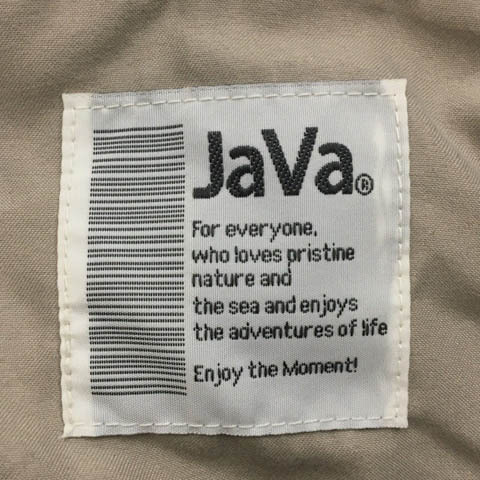 JaVa®
For everyone,
who loves pristine
nature and
the sea and enjoys
the adventures of life
Enjoy the Moment!